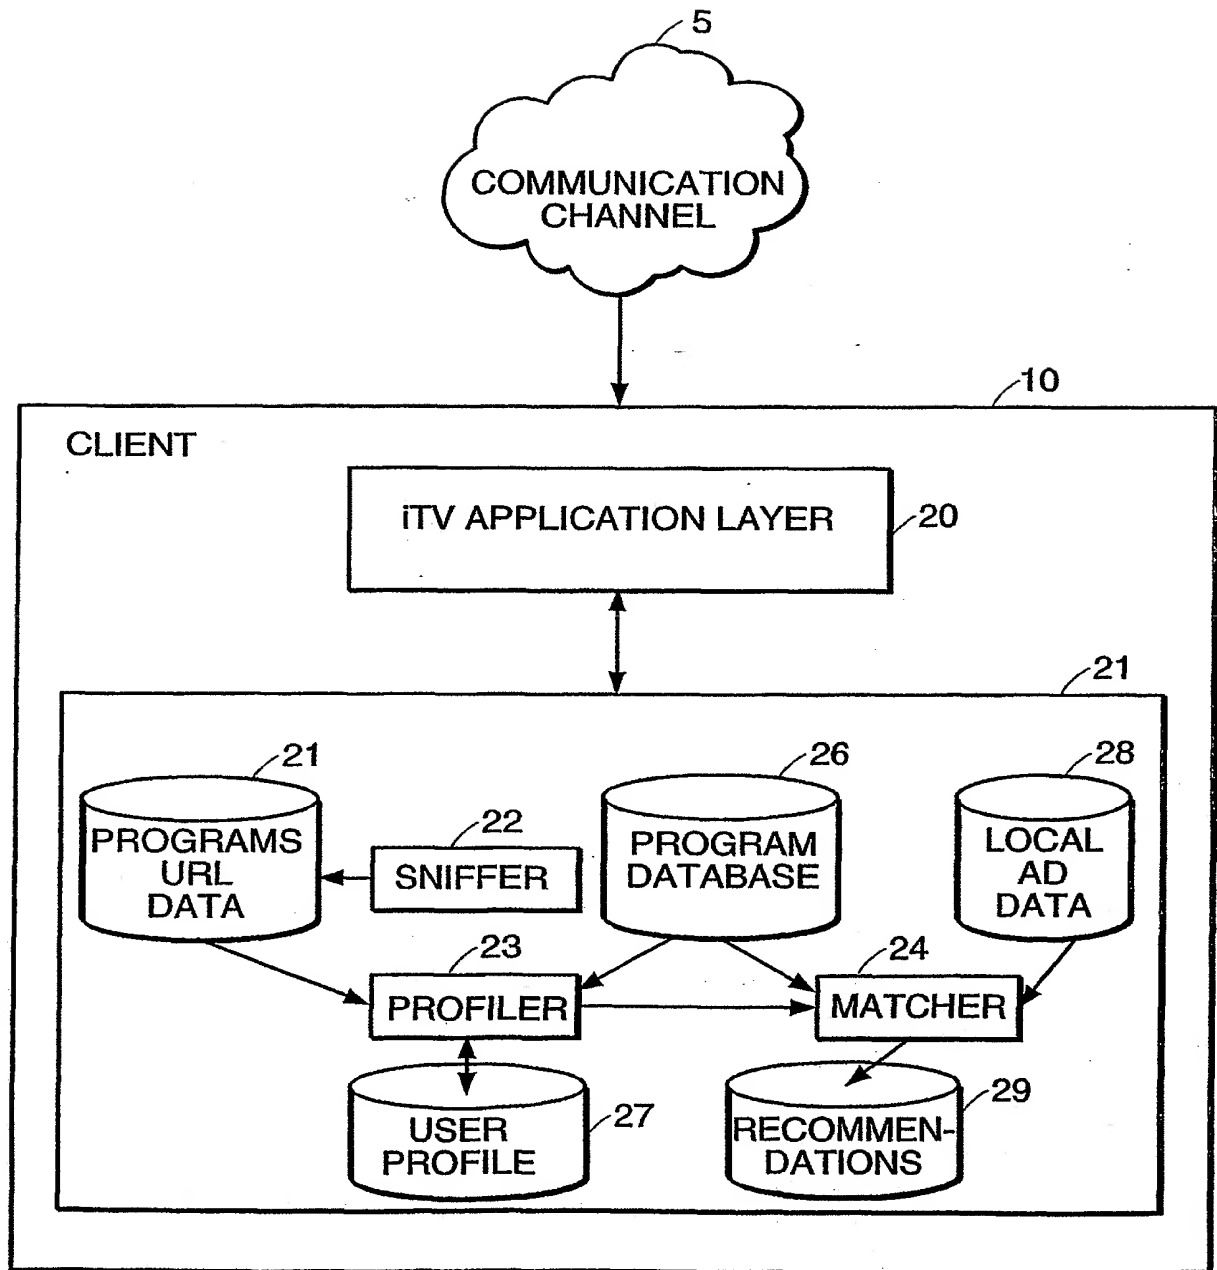 5
COMMUNICATION
CHANNEL
10
CLIENT
iTV APPLICATION LAYER
20
21
21
26
28
PROGRAMS
URL
DATA
22
SNIFFER
PROGRAM
DATABASE
LOCAL
AD
DATA
23
PROFILER
24
MATCHER
USER
PROFILE
27
RECOMMEN-
DATIONS
29